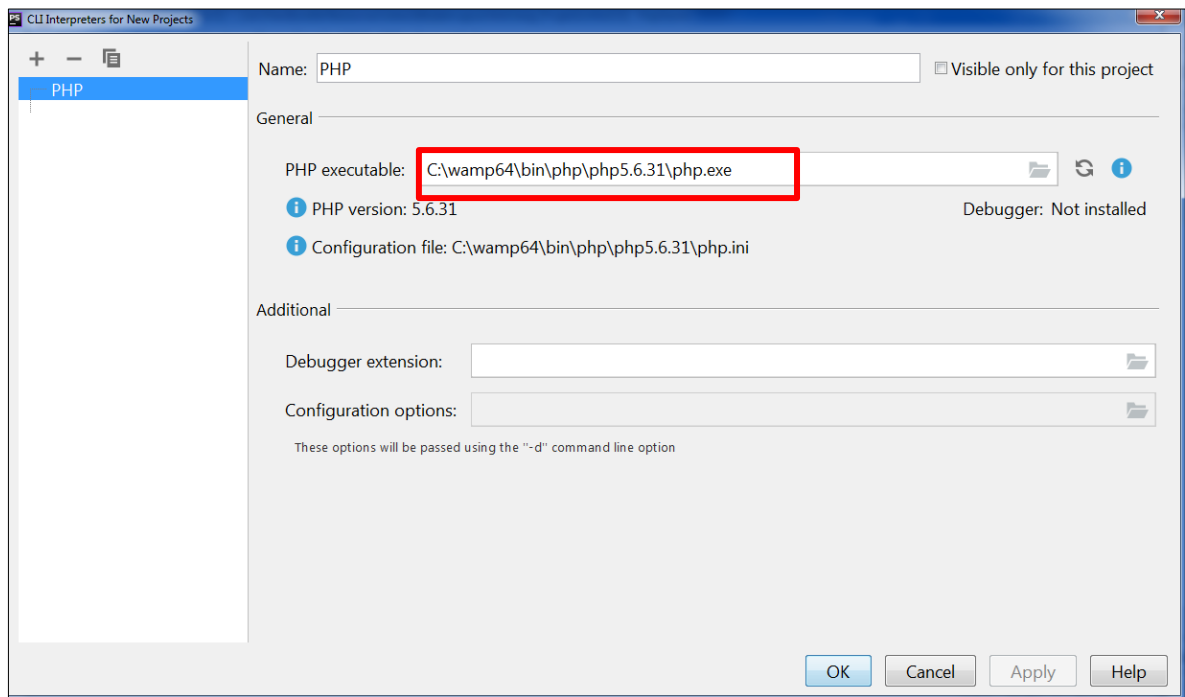 PS CLI Interpreters for New Projects
PHP
Name: PHP
Visible only for this project
General
PHP executable: C:\wamp64\bin\php\php5.6.31\php.exe
PHP version: 5.6.31
Debugger: Not installed
Configuration file: C:\wamp64\bin\php\php5.6.31\php.ini
Additional
Debugger extension:
Configuration options:
These options will be passed using the "-d" command line option
OK Cancel Apply Help